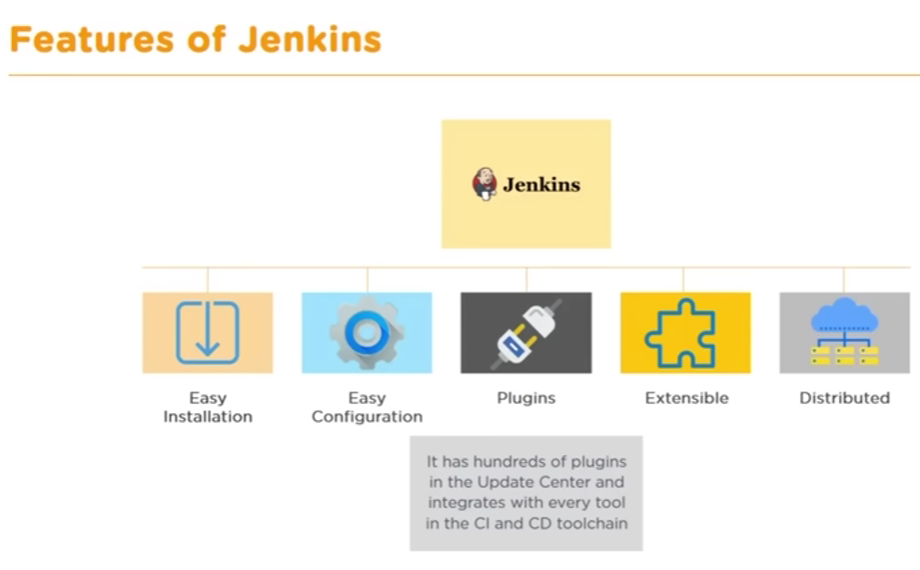 Features of Jenkins
Jenkins
Easy
Installation
Easy
Configuration
Plugins
Extensible
Distributed
It has hundreds of plugins
in the Update Center and
integrates with every tool
in the CI and CD toolchain